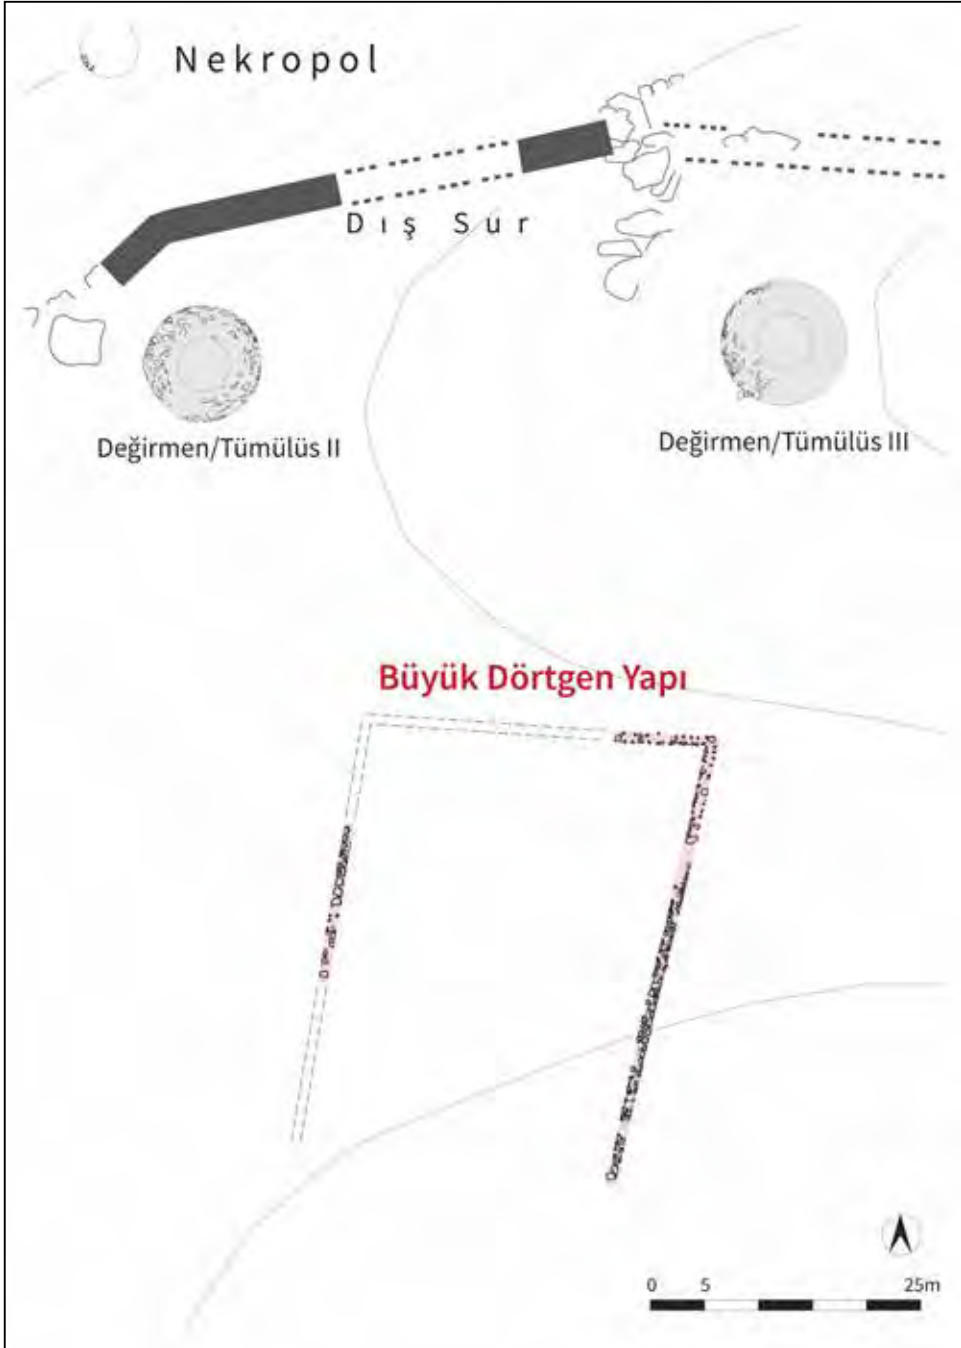 Nekropol
Dış Sur
Değirmen/Tümülüs II
Değirmen/Tümülüs III
Büyük Dörtgen Yapı
0 5 25m